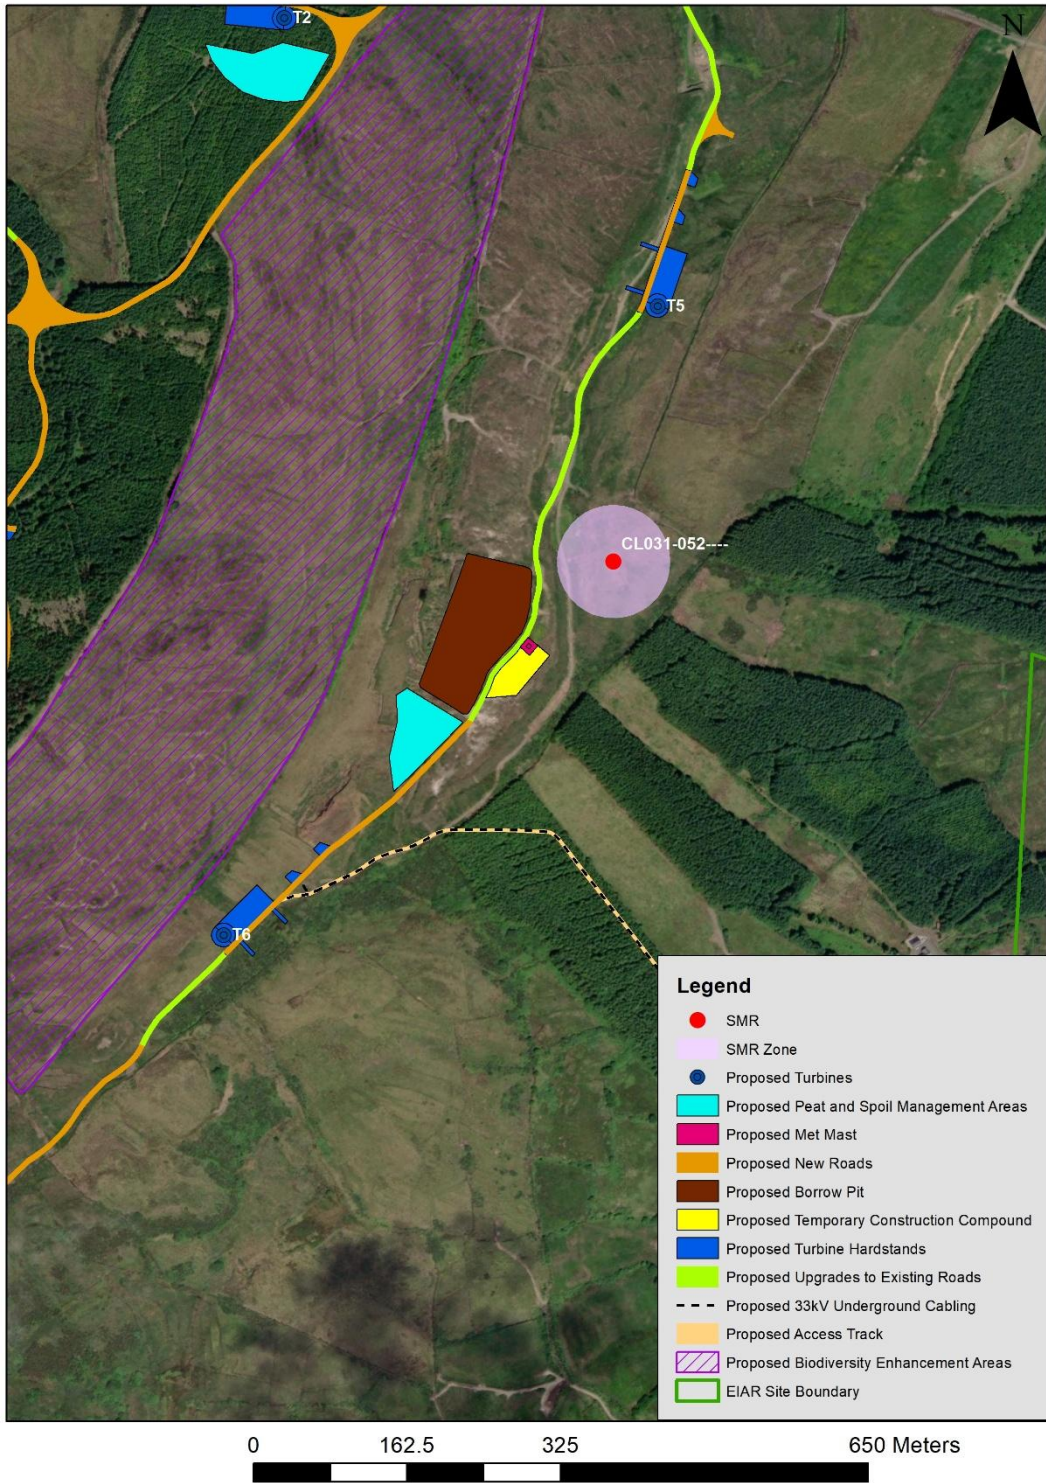 T2
N
T5
CL031-052----
T6
Legend
SMR
SMR Zone
Proposed Turbines
Proposed Peat and Spoil Management Areas
Proposed Met Mast
Proposed New Roads
Proposed Borrow Pit
Proposed Temporary Construction Compound
Proposed Turbine Hardstands
Proposed Upgrades to Existing Roads
Proposed 33kV Underground Cabling
Proposed Access Track
Proposed Biodiversity Enhancement Areas
EIAR Site Boundary
0 162.5 325 650 Meters